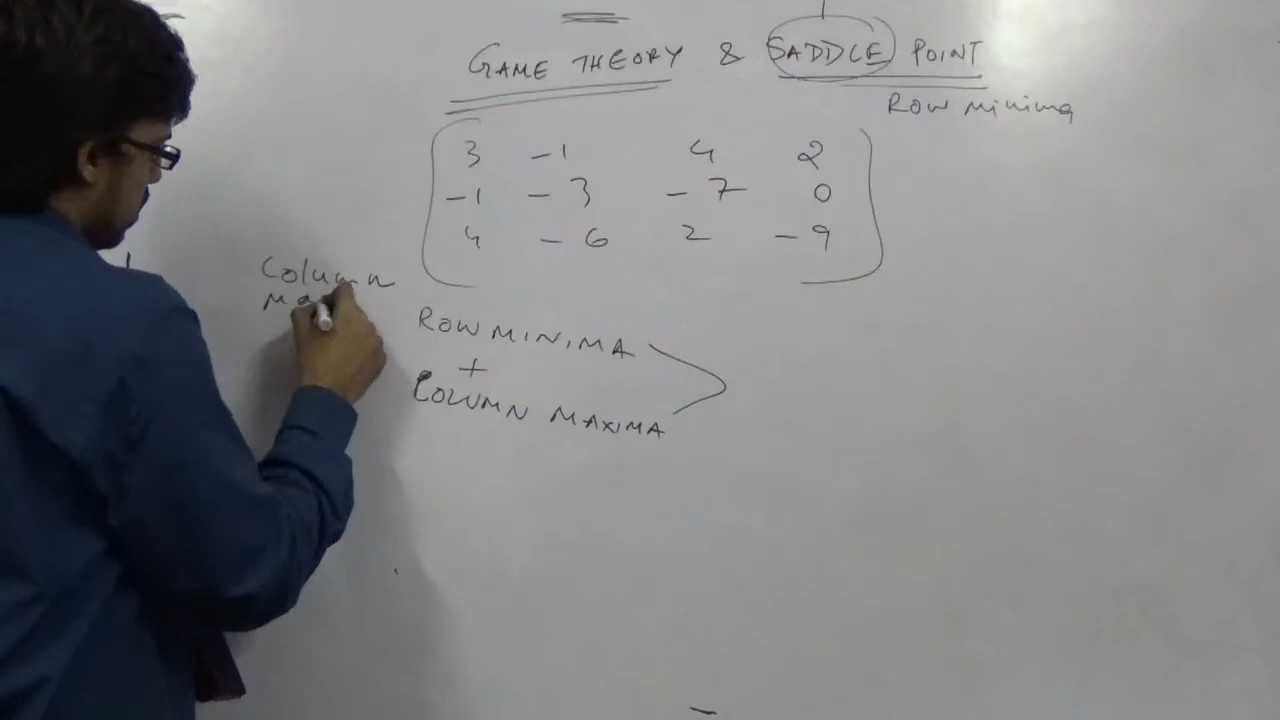 GAME THEORY & SADDLE POINT
Row minima
3 -1 4 2
-1 -3 -7 0
4 -6 2 -9
Column
Ma
ROW MINIMA
+
COLUMN MAXIMA